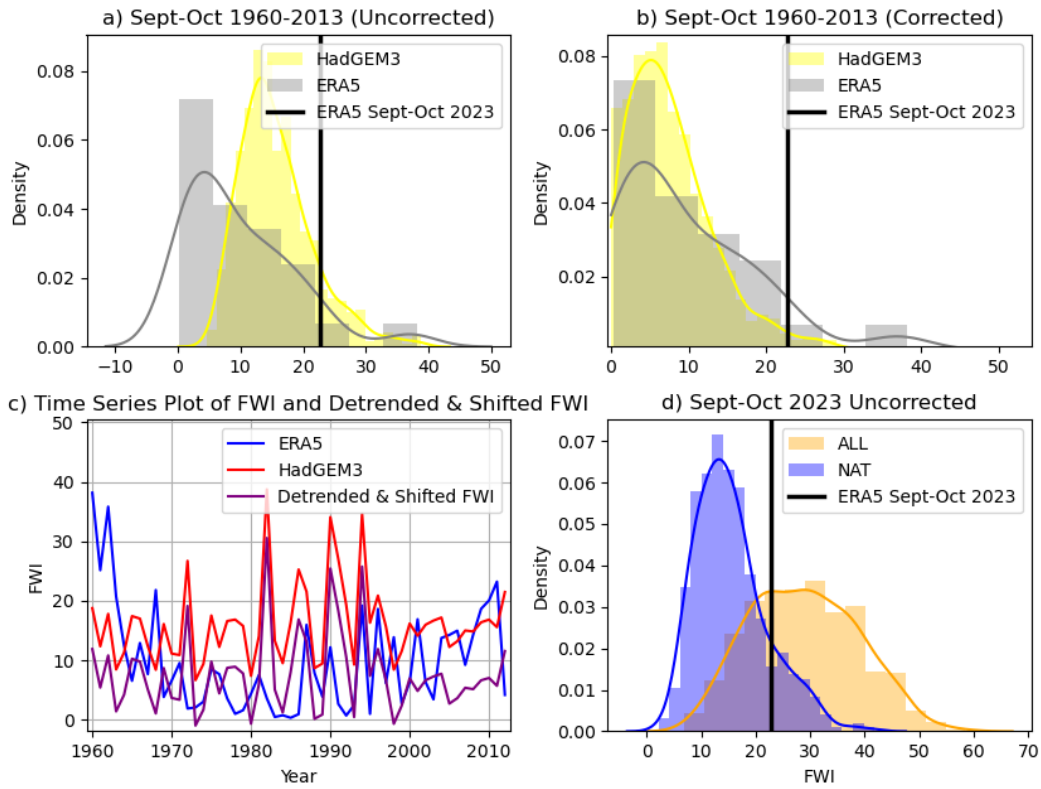 a) Sept-Oct 1960-2013 (Uncorrected)
HadGEM3
ERA5
ERA5 Sept-Oct 2023
Density
0.08
0.06
0.04
0.02
0.00
−10 0 10 20 30 40 50
b) Sept-Oct 1960-2013 (Corrected)
HadGEM3
ERA5
ERA5 Sept-Oct 2023
Density
0.08
0.06
0.04
0.02
0 10 20 30 40 50
c) Time Series Plot of FWI and Detrended & Shifted FWI
ERA5
HadGEM3
Detrended & Shifted FWI
FWI
50
40
30
20
10
0
1960 1970 1980 1990 2000 2010
Year
d) Sept-Oct 2023 Uncorrected
ALL
NAT
ERA5 Sept-Oct 2023
Density
0.07
0.06
0.05
0.04
0.03
0.02
0.01
0.00
0 10 20 30 40 50 60 70
FWI